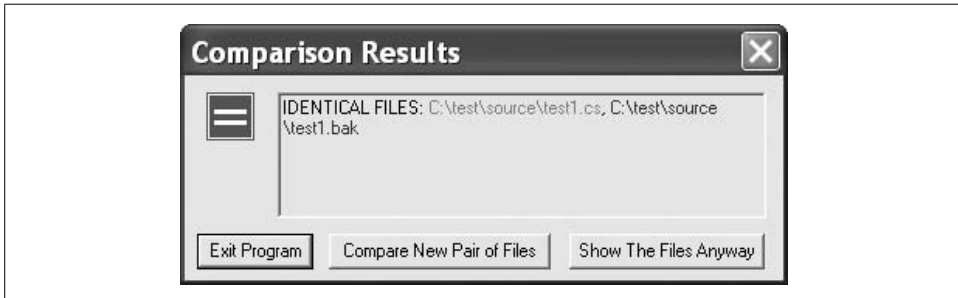 Comparison Results
IDENTICAL FILES: C:\test\source\test1.cs, C:\test\source
\test1.bak
Exit Program
Compare New Pair of Files
Show The Files Anyway